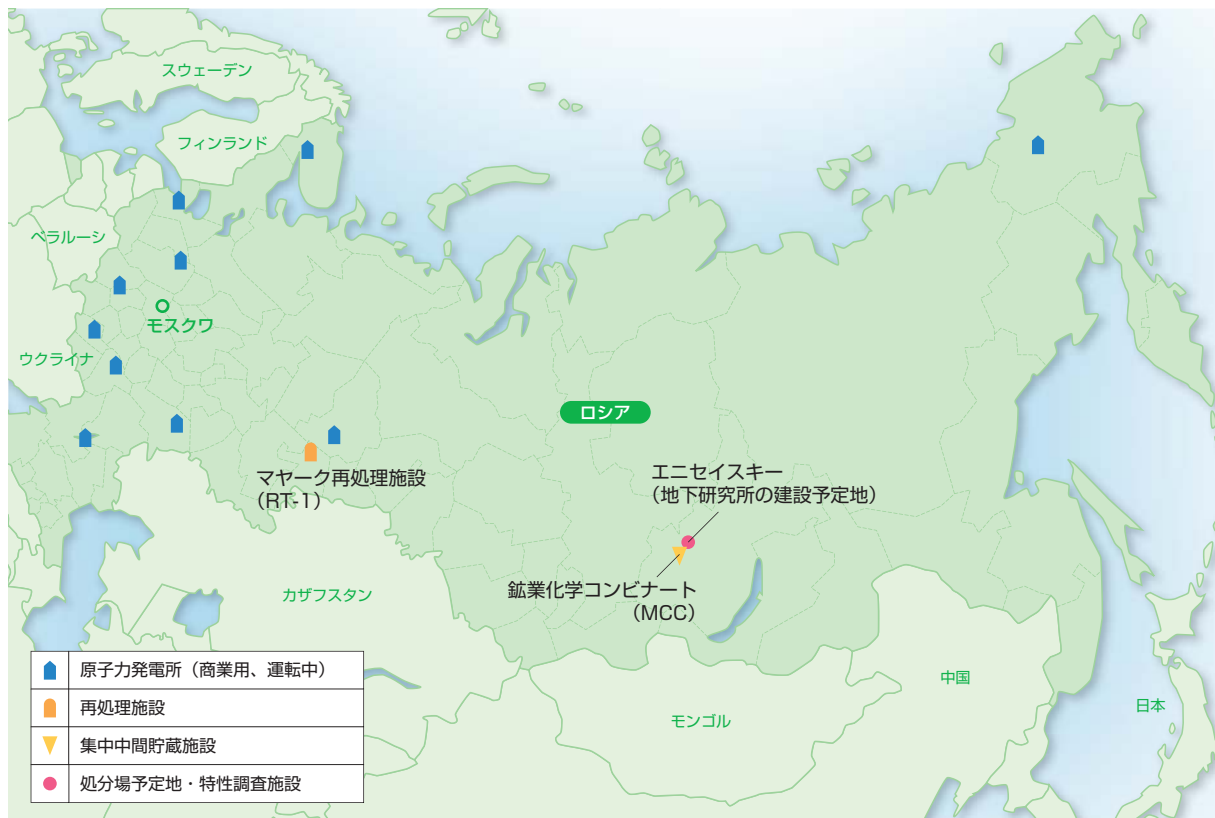 スウェーデン
フィンランド
ベラルーシ
モスクワ
ウクライナ
ロシア
マヤーク再処理施設
(RT-1)
エニセイスキー
(地下研究所の建設予定地)
鉱業化学コンビナート
(MCC)
カザフスタン
中国
モンゴル
日本
原子力発電所(商業用、運転中)
再処理施設
集中中間貯蔵施設
処分場予定地・特性調査施設